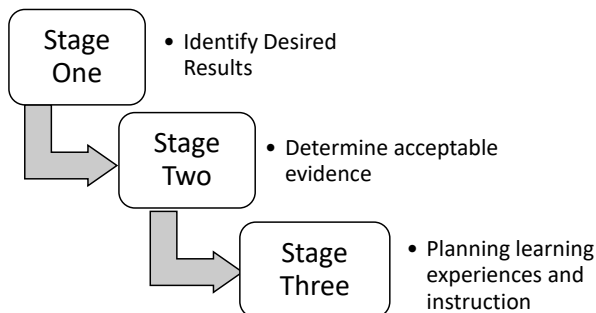 Stage
One
• Identify Desired
Results
Stage
Two
• Determine acceptable
evidence
Stage
Three
• Planning learning
experiences and
instruction